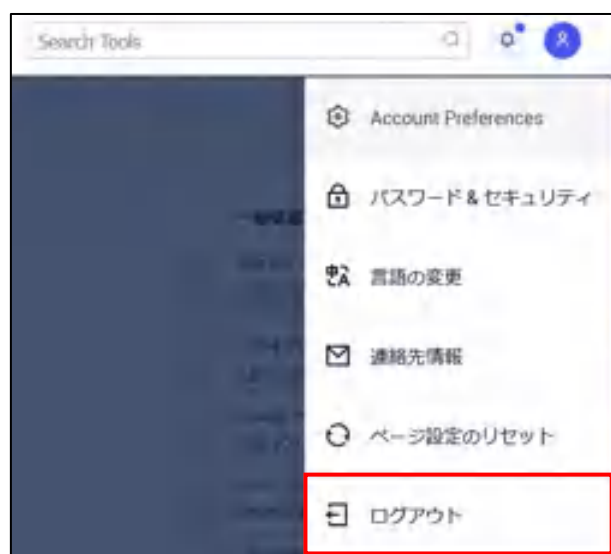 Search Tools
Account Preferences
パスワード & セキュリティ
言語の変更
連絡先情報
ページ設定のリセット
ログアウト